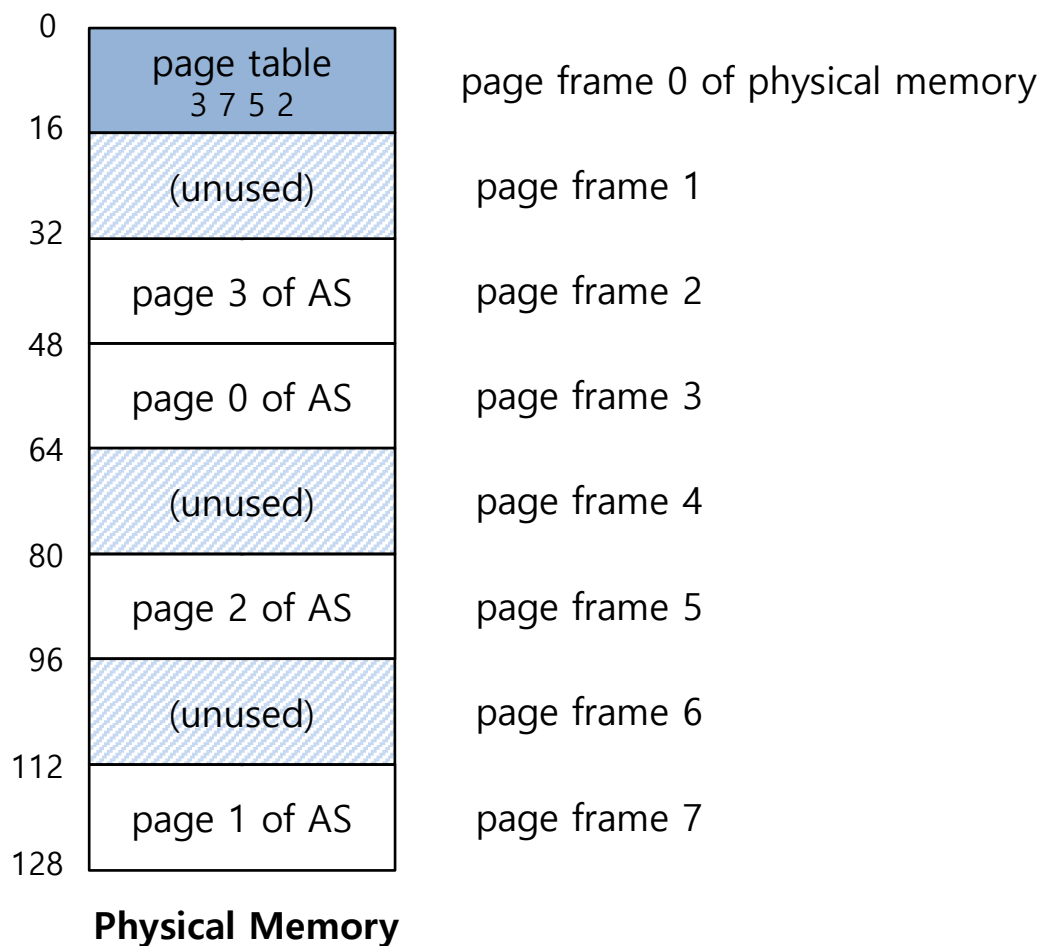 0
page table
3 7 5 2
page frame 0 of physical memory
16
(unused)
page frame 1
32
page 3 of AS
page frame 2
48
page 0 of AS
page frame 3
64
(unused)
page frame 4
80
page 2 of AS
page frame 5
96
(unused)
page frame 6
112
page 1 of AS
page frame 7
128
Physical Memory